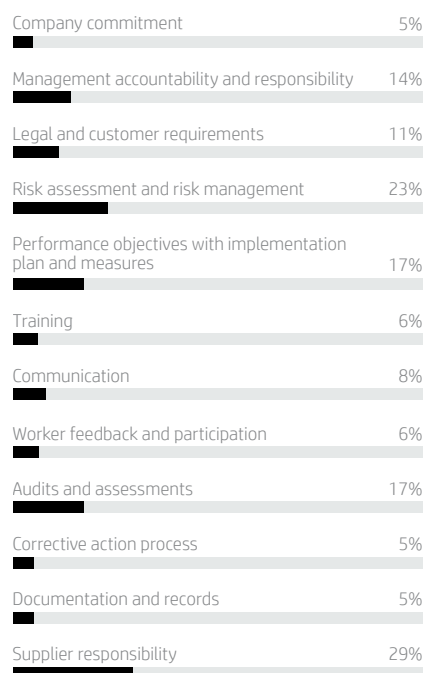 Company commitment 5%
Management accountability and responsibility 14%
Legal and customer requirements 11%
Risk assessment and risk management 23%
Performance objectives with implementation
plan and measures 17%
Training 6%
Communication 8%
Worker feedback and participation 6%
Audits and assessments 17%
Corrective action process 5%
Documentation and records 5%
Supplier responsibility 29%